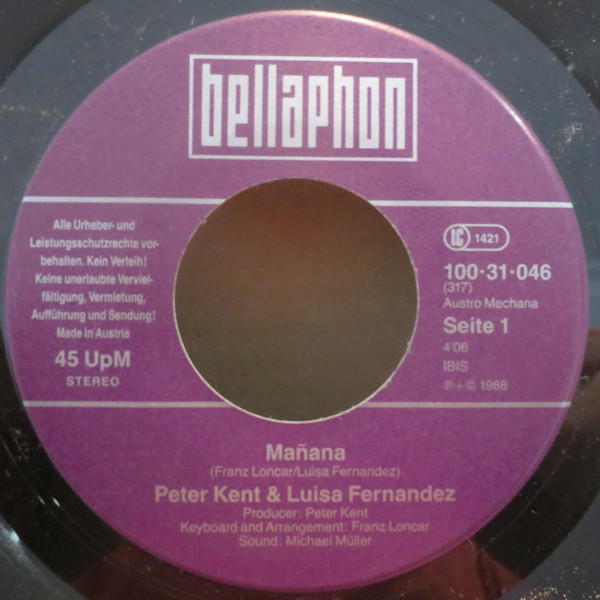 bellaphon
Alle Urheber- und
Leistungsschutzrechte vor-
behalten. Kein Verleih!
Keine unerlaubte Verviel-
fältigung, Vermietung,
Aufführung und Sendung!
Made in Austria
45 UpM
STEREO
LC 1421
100·31·046
(317)
Austro Mechana
Seite 1
4'06
IBIS
℗+© 1988
Mañana
(Franz Loncar/Luisa Fernandez)
Peter Kent & Luisa Fernandez
Producer: Peter Kent
Keyboard and Arrangement: Franz Loncar
Sound: Michael Müller